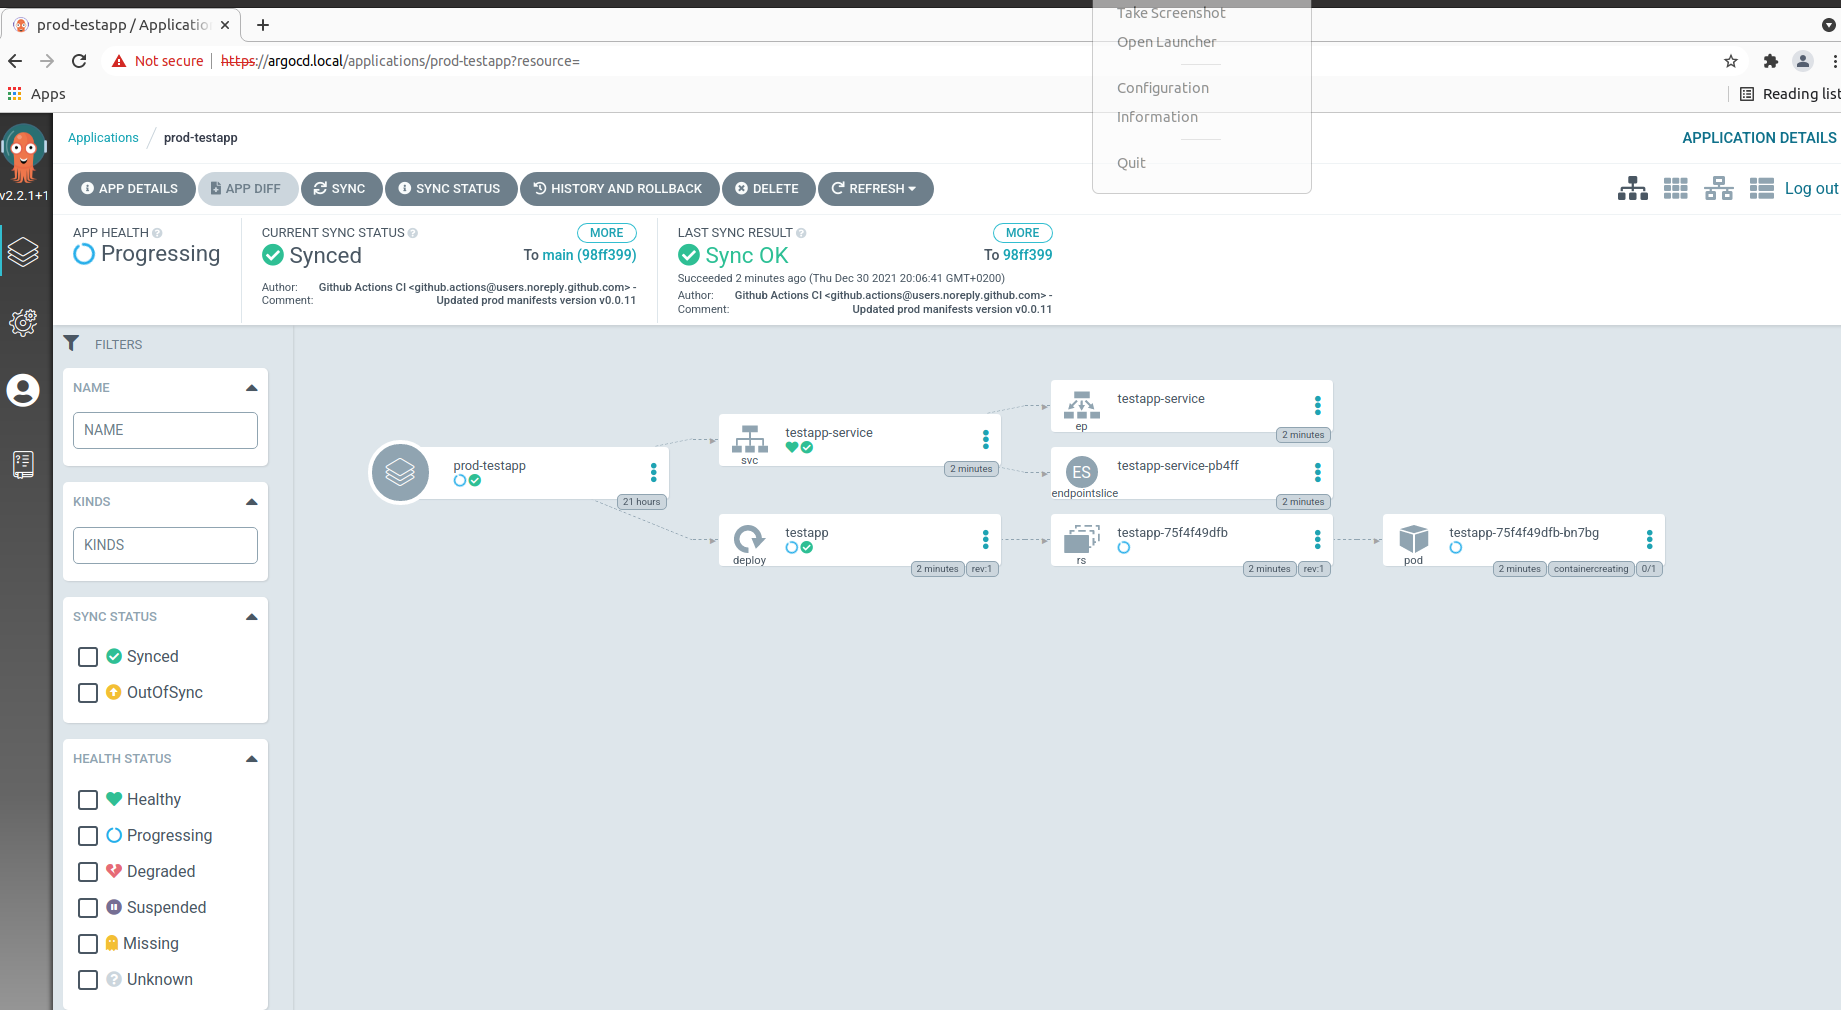 prod-testapp / Applicatio
Take Screenshot
Open Launcher
Configuration
Information
Quit
Not secure
https://argocd.local/applications/prod-testapp?resource=
Apps
Reading list
v2.2.1+1
Applications / prod-testapp
APPLICATION DETAILS
APP DETAILS
APP DIFF
SYNC
SYNC STATUS
HISTORY AND ROLLBACK
DELETE
REFRESH
Log out
APP HEALTH
Progressing
CURRENT SYNC STATUS
MORE
Synced
To main (98ff399)
Author: Github Actions CI <github.actions@users.noreply.github.com> -
Comment: Updated prod manifests version v0.0.11
LAST SYNC RESULT
MORE
Sync OK
To 98ff399
Succeeded 2 minutes ago (Thu Dec 30 2021 20:06:41 GMT+0200)
Author: Github Actions CI <github.actions@users.noreply.github.com> -
Comment: Updated prod manifests version v0.0.11
FILTERS
NAME
NAME
KINDS
KINDS
SYNC STATUS
Synced
OutOfSync
HEALTH STATUS
Healthy
Progressing
Degraded
Suspended
Missing
Unknown
prod-testapp
21 hours
testapp-service
svc
2 minutes
testapp
deploy
2 minutes
rev:1
testapp-service
ep
2 minutes
ES
testapp-service-pb4ff
endpointslice
2 minutes
testapp-75f4f49dfb
rs
2 minutes
rev:1
testapp-75f4f49dfb-bn7bg
pod
2 minutes
containercreating
0/1